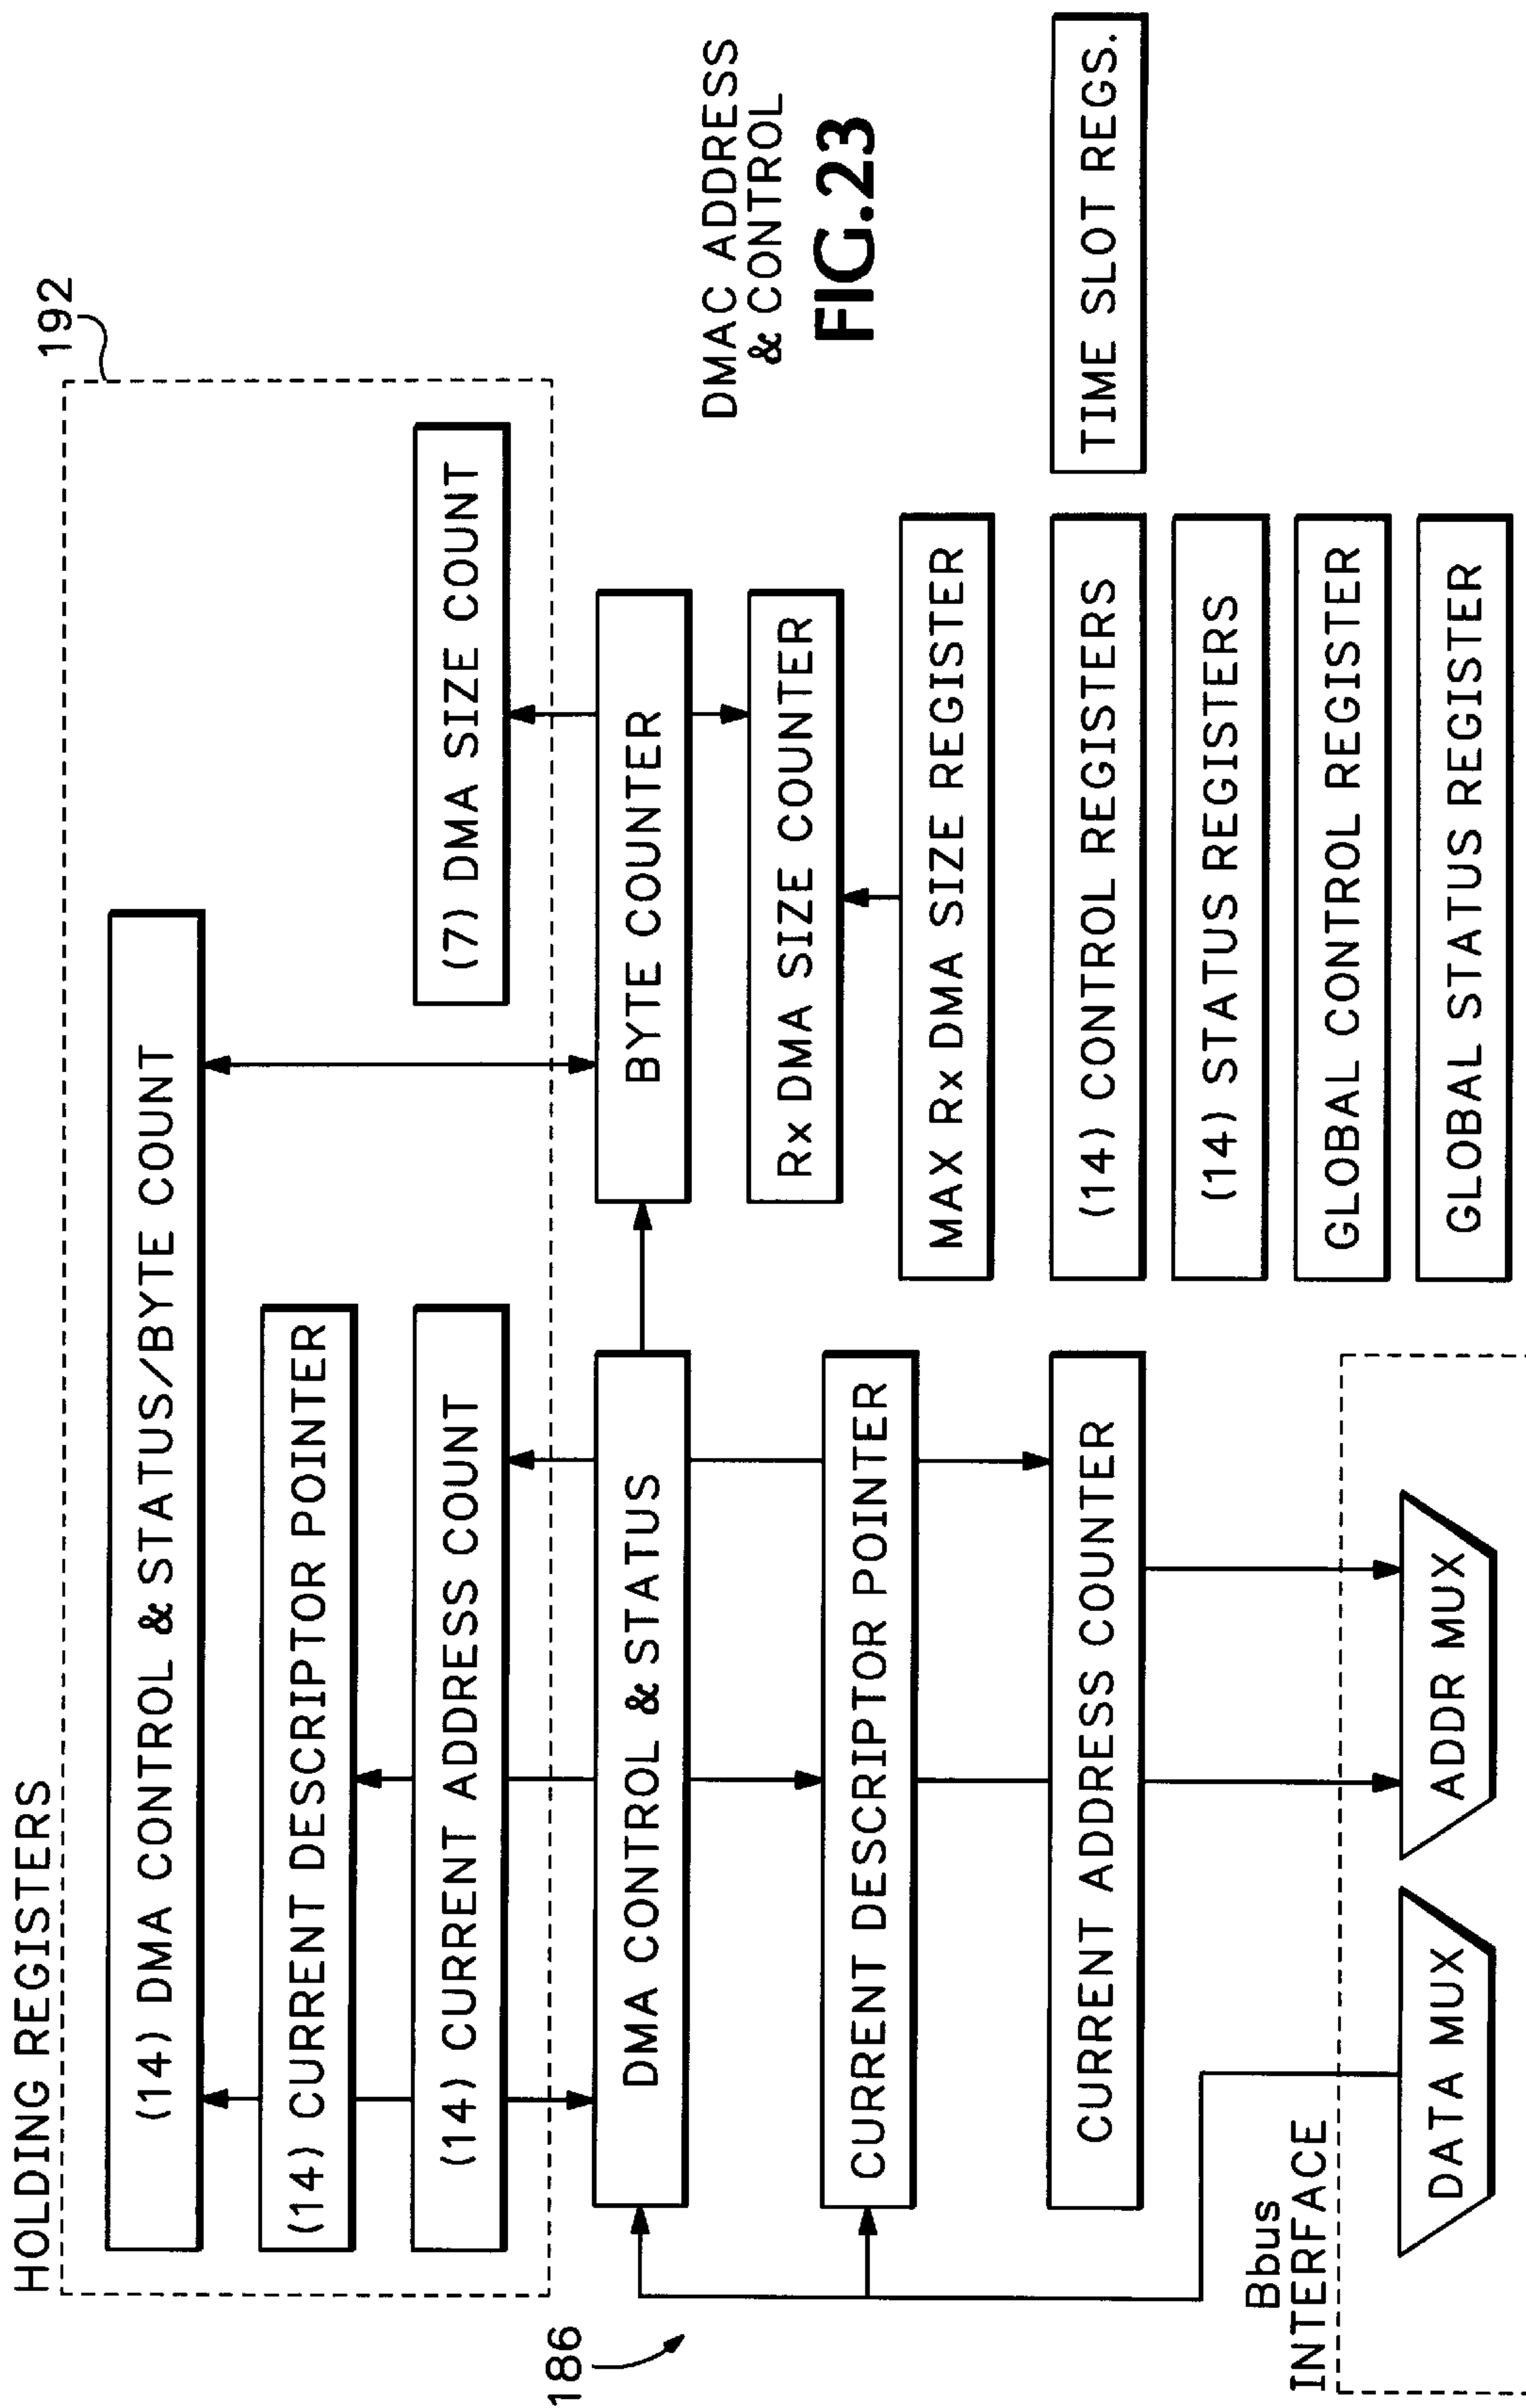 HOLDING REGISTERS
192
(14) DMA CONTROL & STATUS/BYTE COUNT
(14) CURRENT DESCRIPTOR POINTER
(14) CURRENT ADDRESS COUNT
(7) DMA SIZE COUNT
186
DMA CONTROL & STATUS
BYTE COUNTER
Rx DMA SIZE COUNTER
CURRENT DESCRIPTOR POINTER
MAX Rx DMA SIZE REGISTER
CURRENT ADDRESS COUNTER
(14) CONTROL REGISTERS
TIME SLOT REGS.
(14) STATUS REGISTERS
GLOBAL CONTROL REGISTER
GLOBAL STATUS REGISTER
Bbus
INTERFACE
DATA MUX
ADDR MUX
DMAC ADDRESS
& CONTROL
FIG.23